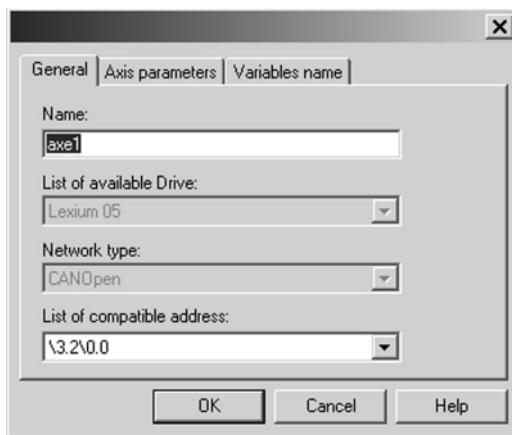 General Axis parameters Variables name
Name:
axe1
List of available Drive:
Lexium 05
Network type:
CANOpen
List of compatible address:
\3.2\0.0
OK Cancel Help